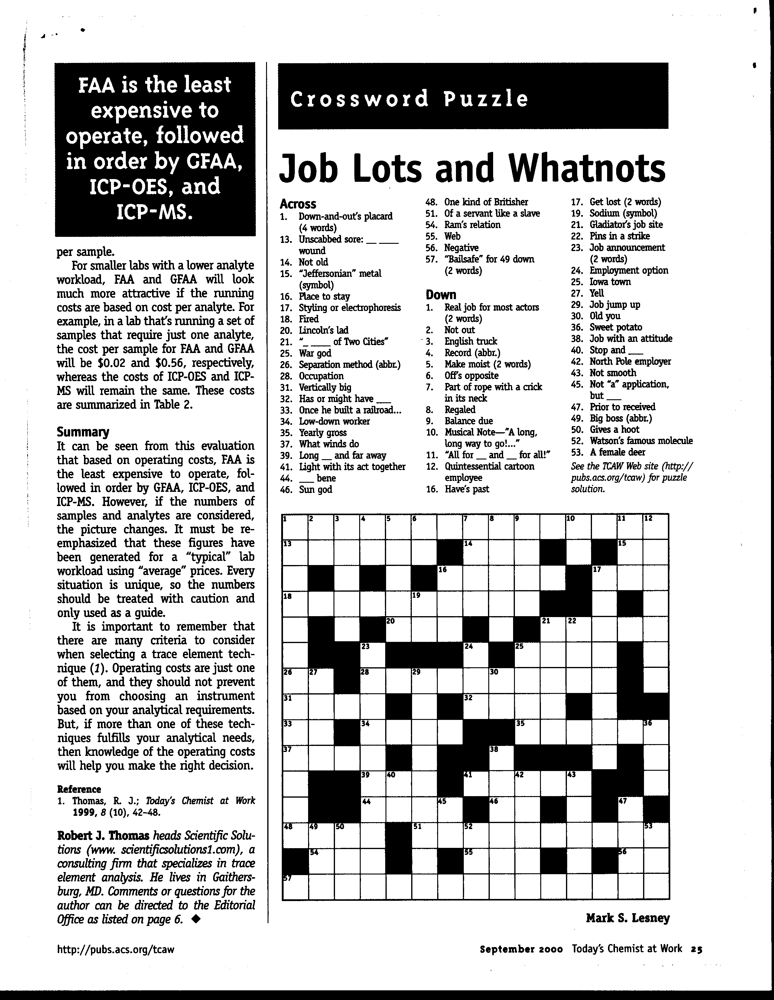 FAA is the least
expensive to
operate, followed
in order by GFAA,
ICP-OES, and
ICP-MS.
per sample.
For smaller labs with a lower analyte
workload, FAA and GFAA will look
much more attractive if the running
costs are based on cost per analyte. For
example, in a lab that's running a set of
samples that require just one analyte,
the cost per sample for FAA and GFAA
will be $0.02 and $0.56, respectively,
whereas the costs of ICP-OES and ICP-
MS will remain the same. These costs
are summarized in Table 2.
Summary
It can be seen from this evaluation
that based on operating costs, FAA is
the least expensive to operate, fol-
lowed in order by GFAA, ICP-OES, and
ICP-MS. However, if the numbers of
samples and analytes are considered,
the picture changes. It must be re-
emphasized that these figures have
been generated for a "typical" lab
workload using "average" prices. Every
situation is unique, so the numbers
should be treated with caution and
only used as a guide.
It is important to remember that
there are many criteria to consider
when selecting a trace element tech-
nique (1). Operating costs are just one
of them, and they should not prevent
you from choosing an instrument
based on your analytical requirements.
But, if more than one of these tech-
niques fulfills your analytical needs,
then knowledge of the operating costs
will help you make the right decision.
Reference
1. Thomas, R. J.; Today's Chemist at Work
1999, 8 (10), 42–48.
Robert J. Thomas heads Scientific Solu-
tions (www. scientificsolutions1.com), a
consulting firm that specializes in trace
element analysis. He lives in Gaithers-
burg, MD. Comments or questions for the
author can be directed to the Editorial
Office as listed on page 6. ◆
Crossword Puzzle
Job Lots and Whatnots
Across
1. Down-and-out's placard
(4 words)
13. Unscabbed sore: __ ____
wound
14. Not old
15. "Jeffersonian" metal
(symbol)
16. Place to stay
17. Styling or electrophoresis
18. Fired
20. Lincoln's lad
21. "_ ____ of Two Cities"
25. War god
26. Separation method (abbr.)
28. Occupation
31. Vertically big
32. Has or might have ___
33. Once he built a railroad...
34. Low-down worker
35. Yearly gross
37. What winds do
39. Long __ and far away
41. Light with its act together
44. ___ bene
46. Sun god
48. One kind of Britisher
51. Of a servant like a slave
54. Ram's relation
55. Web
56. Negative
57. "Bailsafe" for 49 down
(2 words)
Down
1. Real job for most actors
(2 words)
2. Not out
3. English truck
4. Record (abbr.)
5. Make moist (2 words)
6. Off's opposite
7. Part of rope with a crick
in its neck
8. Regaled
9. Balance due
10. Musical Note—"A long,
long way to go!..."
11. "All for __ and __ for all!"
12. Quintessential cartoon
employee
16. Have's past
17. Get lost (2 words)
19. Sodium (symbol)
21. Gladiator's job site
22. Pins in a strike
23. Job announcement
(2 words)
24. Employment option
25. Iowa town
27. Yell
29. Job jump up
30. Old you
36. Sweet potato
38. Job with an attitude
40. Stop and ___
42. North Pole employer
43. Not smooth
45. Not "a" application,
but ___
47. Prior to received
49. Big boss (abbr.)
50. Gives a hoot
52. Watson's famous molecule
53. A female deer
See the TCAW Web site (http://
pubs.acs.org/tcaw) for puzzle
solution.
1 2 3 4 5 6 7 8 9 10 11 12
13 14 15
16 17
18 19
20 21 22
23 24 25
26 27 28 29 30
31 32
33 34 35 36
37 38
39 40 41 42 43
44 45 46 47
48 49 50 51 52 53
54 55 56
57
Mark S. Lesney
http://pubs.acs.org/tcaw
September 2000 Today's Chemist at Work 25